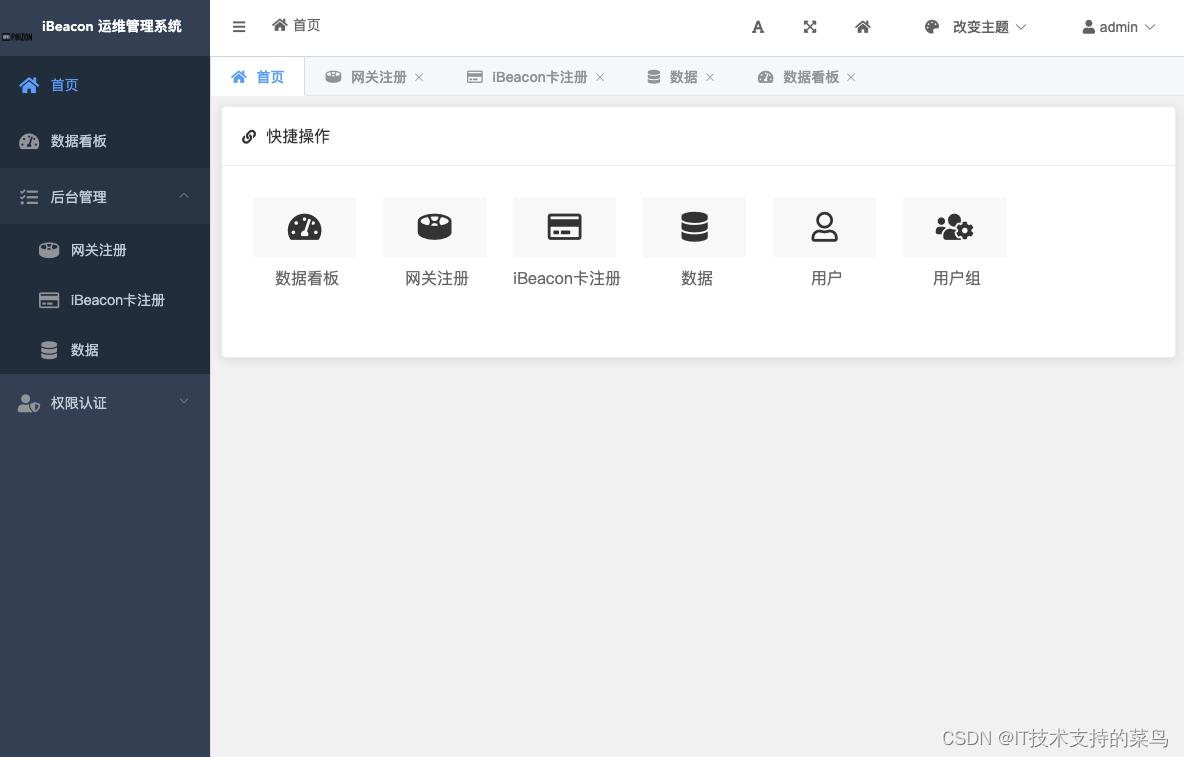 iBeacon 运维管理系统
首页
改变主题
admin
首页
网关注册
iBeacon卡注册
数据
数据看板
首页
数据看板
后台管理
网关注册
iBeacon卡注册
数据
权限认证
快捷操作
数据看板
网关注册
iBeacon卡注册
数据
用户
用户组
CSDN @IT技术支持的菜鸟